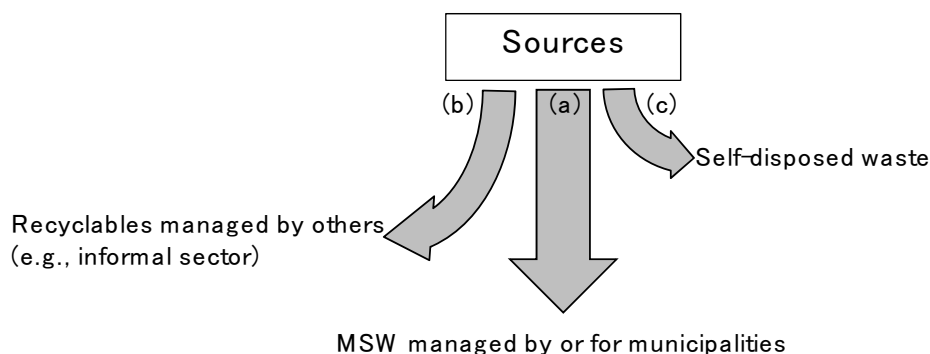 Sources
(b)
(a)
(c)
Self-disposed waste
Recyclables managed by others
(e.g., informal sector)
MSW managed by or for municipalities